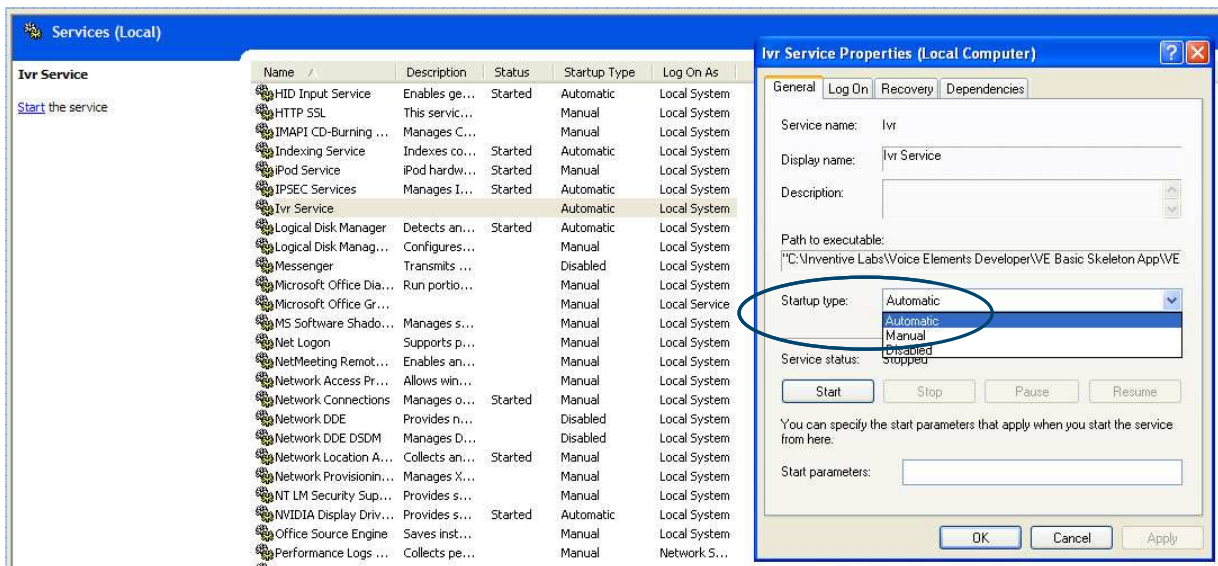 Services (Local)
Ivr Service
Start the service
Name Description Status Startup Type Log On As
HID Input Service Enables ge... Started Automatic Local System
HTTP SSL This servic... Manual Local System
IMAPI CD-Burning ... Manages C... Manual Local System
Indexing Service Indexes co... Started Automatic Local System
iPod Service iPod hardw... Started Manual Local System
IPSEC Services Manages I... Started Automatic Local System
Ivr Service Automatic Local System
Logical Disk Manager Detects an... Started Automatic Local System
Logical Disk Manag... Configures... Manual Local System
Messenger Transmits ... Disabled Local System
Microsoft Office Dia... Run portio... Manual Local System
Microsoft Office Gr... Manual Local Service
MS Software Shado... Manages s... Manual Local System
Net Logon Supports p... Manual Local System
NetMeeting Remot... Enables an... Manual Local System
Network Access Pr... Allows win... Manual Local System
Network Connections Manages o... Started Manual Local System
Network DDE Provides n... Disabled Local System
Network DDE DSDM Manages D... Disabled Local System
Network Location A... Collects an... Started Manual Local System
Network Provisionin... Manages X... Manual Local System
NT LM Security Sup... Provides s... Manual Local System
NVIDIA Display Driv... Provides s... Started Automatic Local System
Office Source Engine Saves inst... Manual Local System
Performance Logs ... Collects pe... Manual Network S...
Ivr Service Properties (Local Computer)
General Log On Recovery Dependencies
Service name: Ivr
Display name: Ivr Service
Description:
Path to executable:
"C:\Inventive Labs\Voice Elements Developer\VE Basic Skeleton App\VE
Startup type: Automatic
Automatic
Manual
Disabled
Service status: Stopped
Start Stop Pause Resume
You can specify the start parameters that apply when you start the service
from here.
Start parameters:
OK Cancel Apply